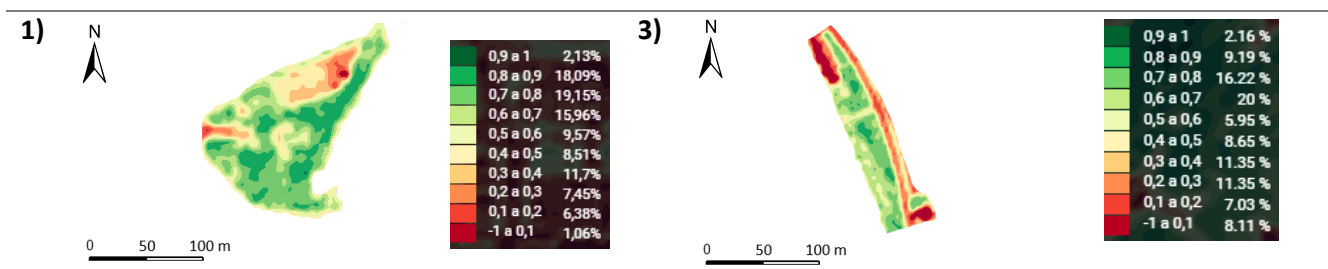 1)
N
0,9 a 1 2,13%
0,8 a 0,9 18,09%
0,7 a 0,8 19,15%
0,6 a 0,7 15,96%
0,5 a 0,6 9,57%
0,4 a 0,5 8,51%
0,3 a 0,4 11,7%
0,2 a 0,3 7,45%
0,1 a 0,2 6,38%
-1 a 0,1 1,06%
0 50 100 m
3)
N
0,9 a 1 2.16 %
0,8 a 0,9 9.19 %
0,7 a 0,8 16.22 %
0,6 a 0,7 20 %
0,5 a 0,6 5.95 %
0,4 a 0,5 8.65 %
0,3 a 0,4 11.35 %
0,2 a 0,3 11.35 %
0,1 a 0,2 7.03 %
-1 a 0,1 8.11 %
0 50 100 m